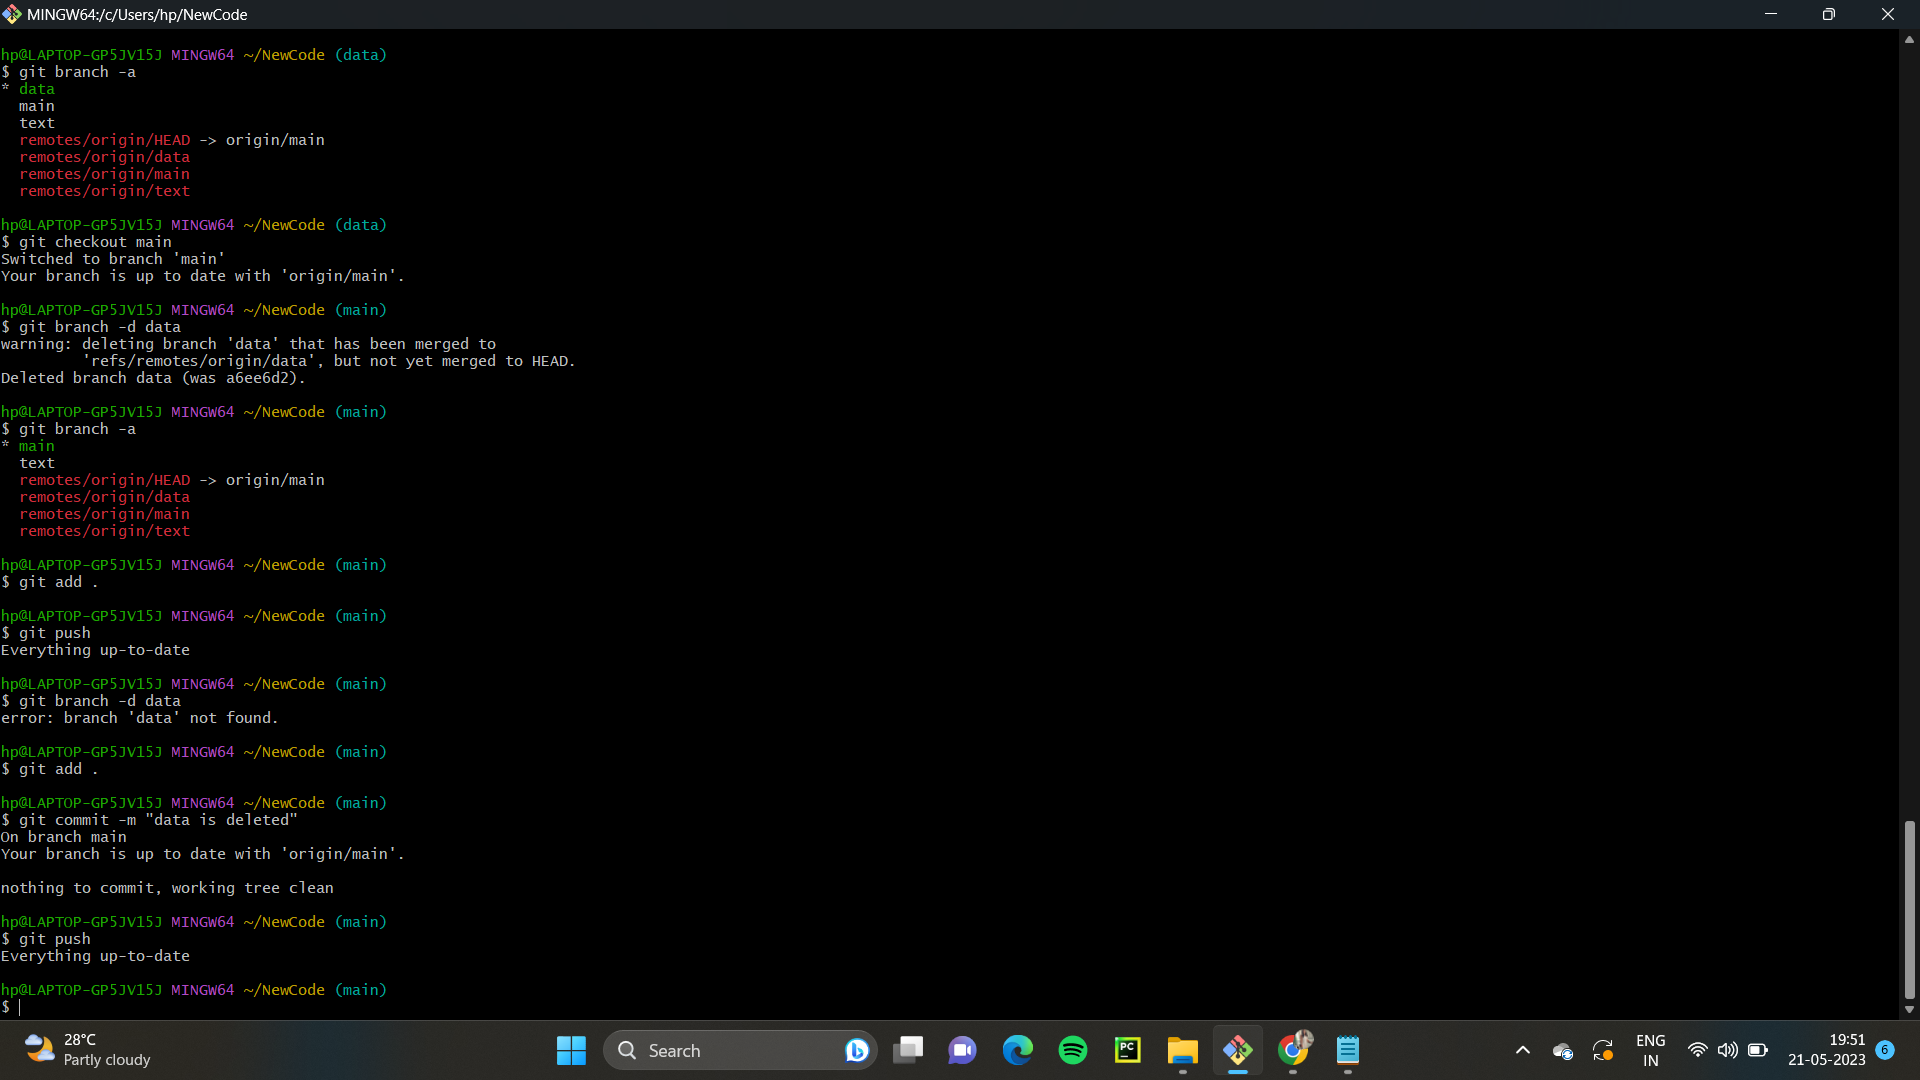 MINGW64:/c/Users/hp/NewCode
hp@LAPTOP-GP5JV15J MINGW64 ~/NewCode (data)
$ git branch -a
* data
  main
  text
  remotes/origin/HEAD -> origin/main
  remotes/origin/data
  remotes/origin/main
  remotes/origin/text
hp@LAPTOP-GP5JV15J MINGW64 ~/NewCode (data)
$ git checkout main
Switched to branch 'main'
Your branch is up to date with 'origin/main'.
hp@LAPTOP-GP5JV15J MINGW64 ~/NewCode (main)
$ git branch -d data
warning: deleting branch 'data' that has been merged to
         'refs/remotes/origin/data', but not yet merged to HEAD.
Deleted branch data (was a6ee6d2).
hp@LAPTOP-GP5JV15J MINGW64 ~/NewCode (main)
$ git branch -a
* main
  text
  remotes/origin/HEAD -> origin/main
  remotes/origin/data
  remotes/origin/main
  remotes/origin/text
hp@LAPTOP-GP5JV15J MINGW64 ~/NewCode (main)
$ git add .
hp@LAPTOP-GP5JV15J MINGW64 ~/NewCode (main)
$ git push
Everything up-to-date
hp@LAPTOP-GP5JV15J MINGW64 ~/NewCode (main)
$ git branch -d data
error: branch 'data' not found.
hp@LAPTOP-GP5JV15J MINGW64 ~/NewCode (main)
$ git add .
hp@LAPTOP-GP5JV15J MINGW64 ~/NewCode (main)
$ git commit -m "data is deleted"
On branch main
Your branch is up to date with 'origin/main'.
nothing to commit, working tree clean
hp@LAPTOP-GP5JV15J MINGW64 ~/NewCode (main)
$ git push
Everything up-to-date
hp@LAPTOP-GP5JV15J MINGW64 ~/NewCode (main)
$
28°C
Partly cloudy
Search
PC
ENG
IN
19:51
21-05-2023
6